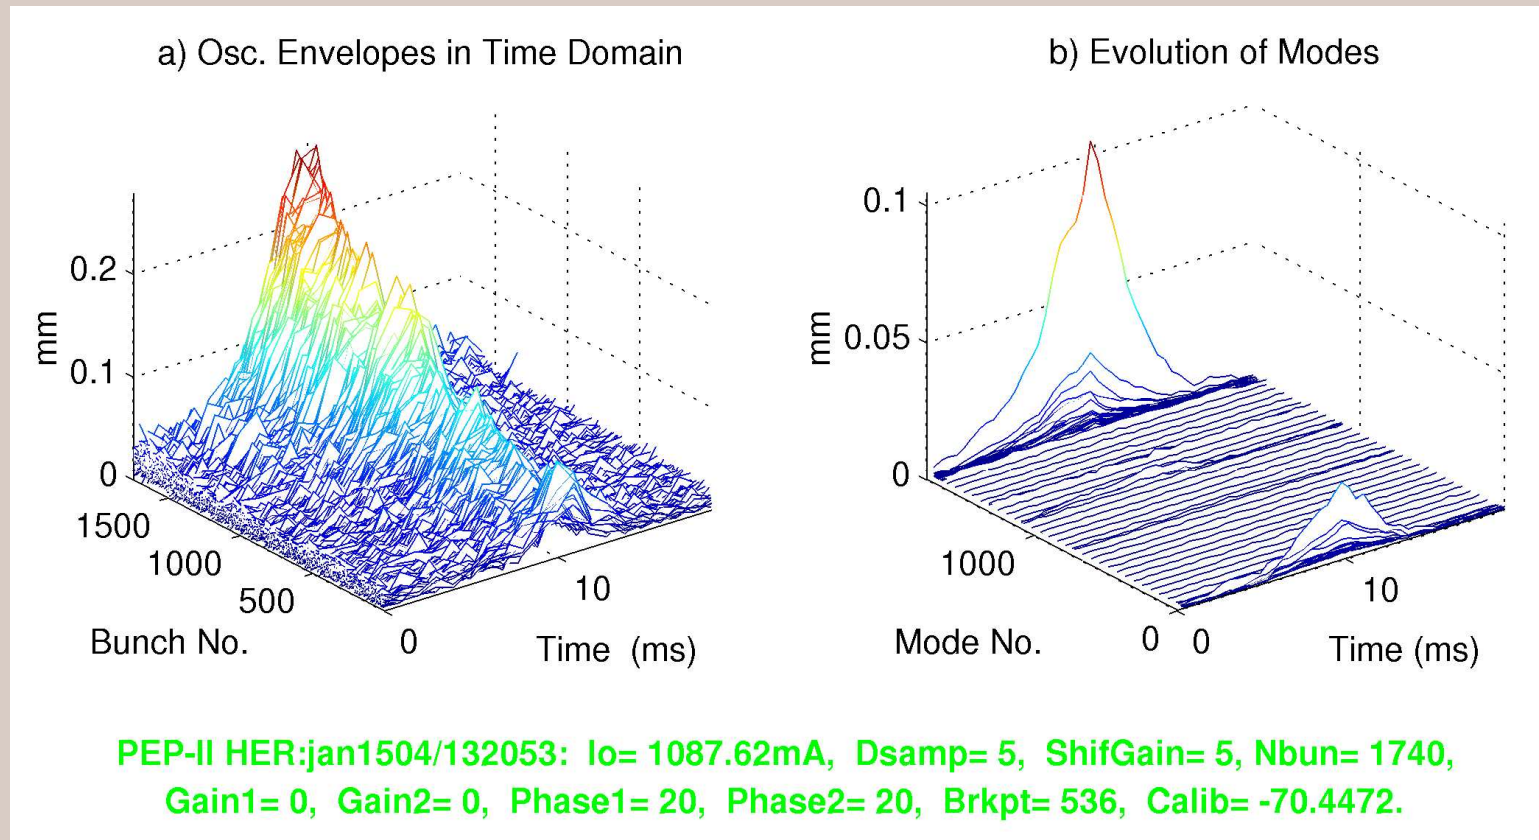 a) Osc. Envelopes in Time Domain
0.2
0.1
0
mm
1500
1000
500
Bunch No.
0
10
Time (ms)
b) Evolution of Modes
0.1
0.05
0
mm
1000
0
Mode No.
0
10
Time (ms)
PEP-II HER:jan1504/132053: Io= 1087.62mA, Dsamp= 5, ShifGain= 5, Nbun= 1740,
Gain1= 0, Gain2= 0, Phase1= 20, Phase2= 20, Brkpt= 536, Calib= -70.4472.